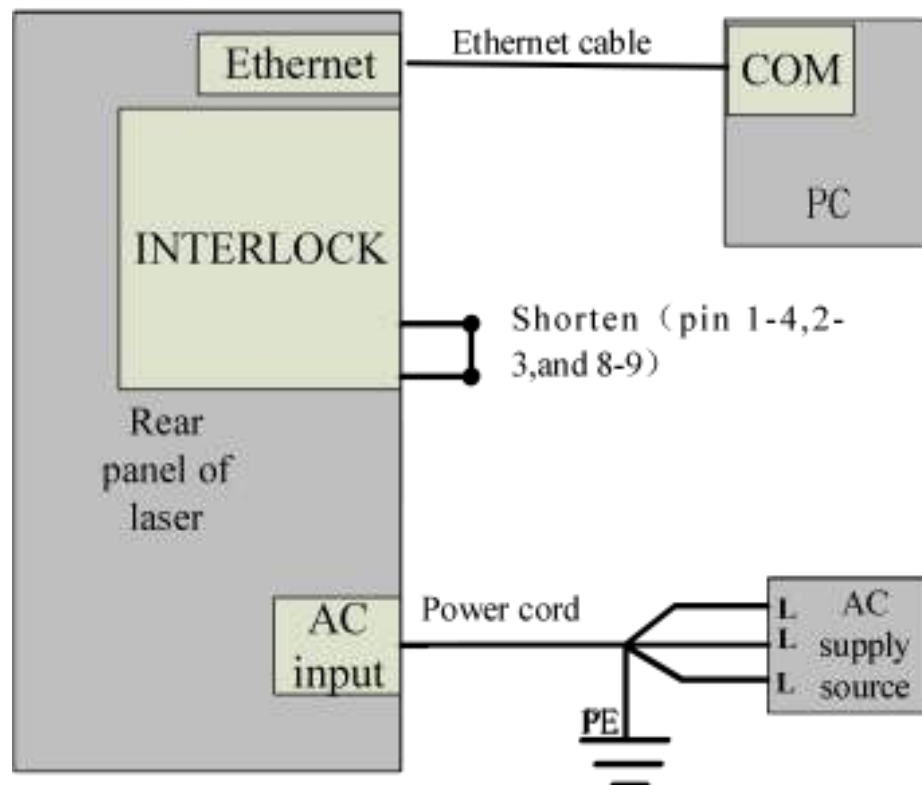 Ethernet
Ethernet cable
COM
PC
INTERLOCK
Shorten（pin 1-4,2-
3,and 8-9）
Rear
panel of
laser
AC
input
Power cord
PE
L
L
L
AC
supply
source